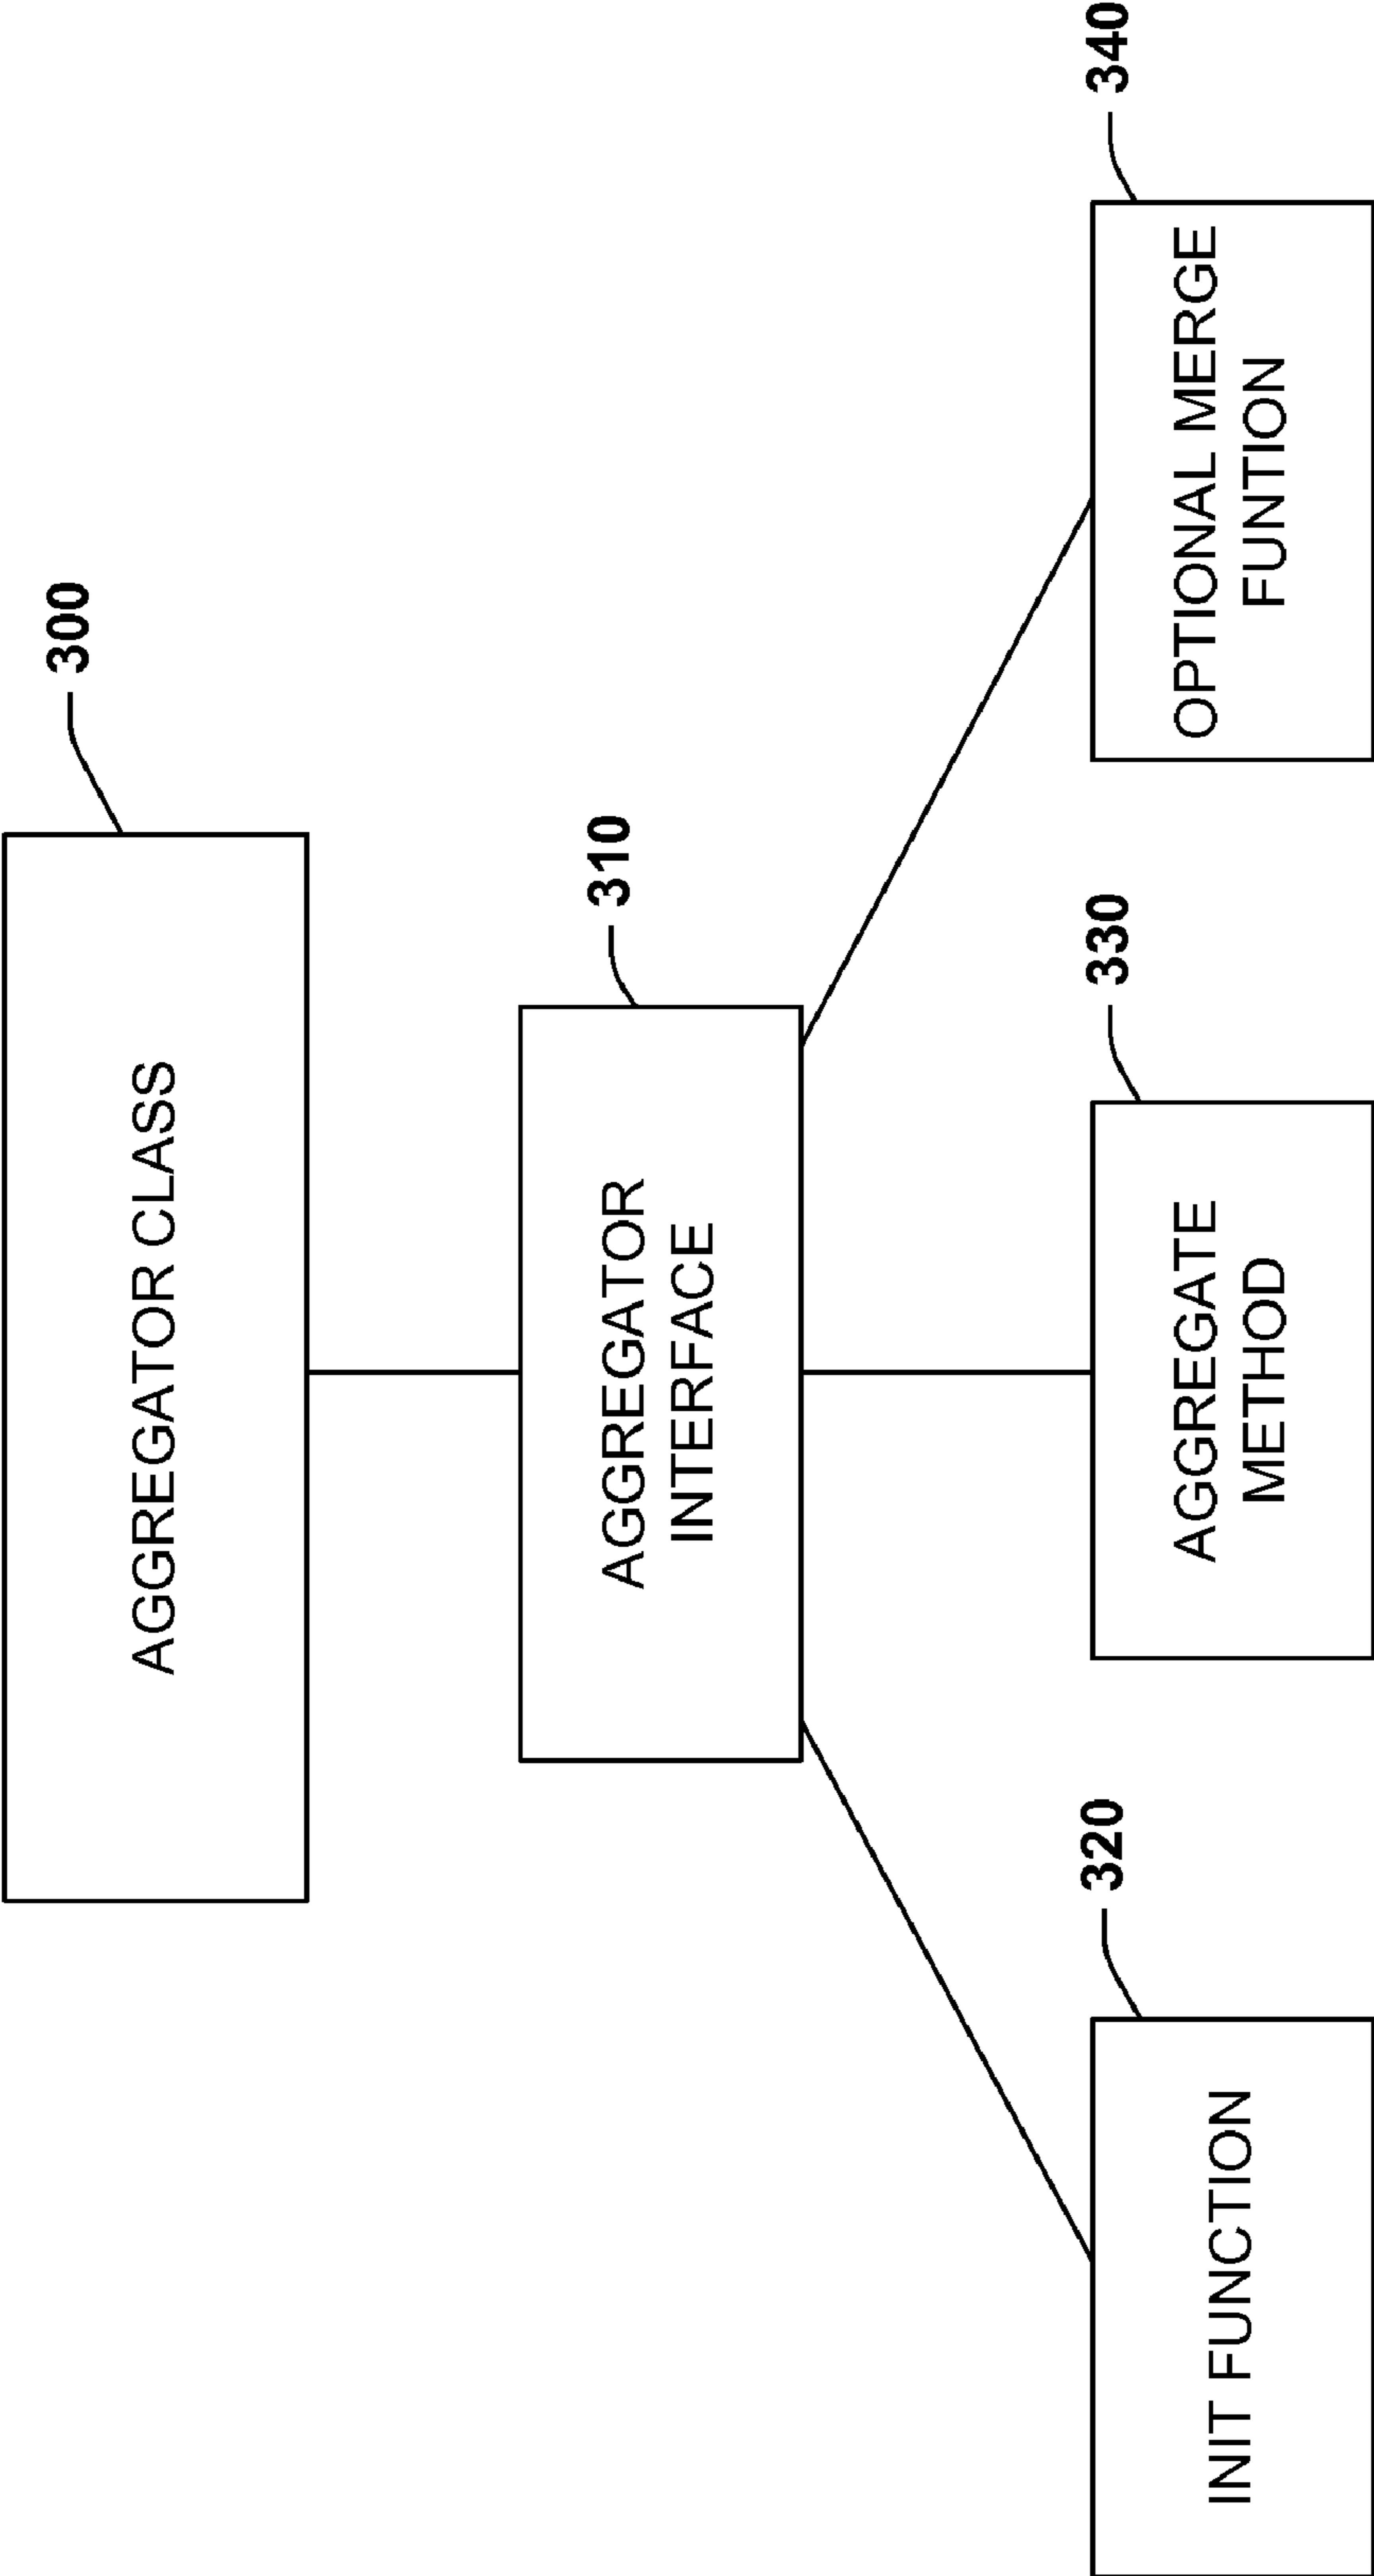 300
AGGREGATOR CLASS
310
AGGREGATOR
INTERFACE
320
INIT FUNCTION
330
AGGREGATE
METHOD
340
OPTIONAL MERGE
FUNTION